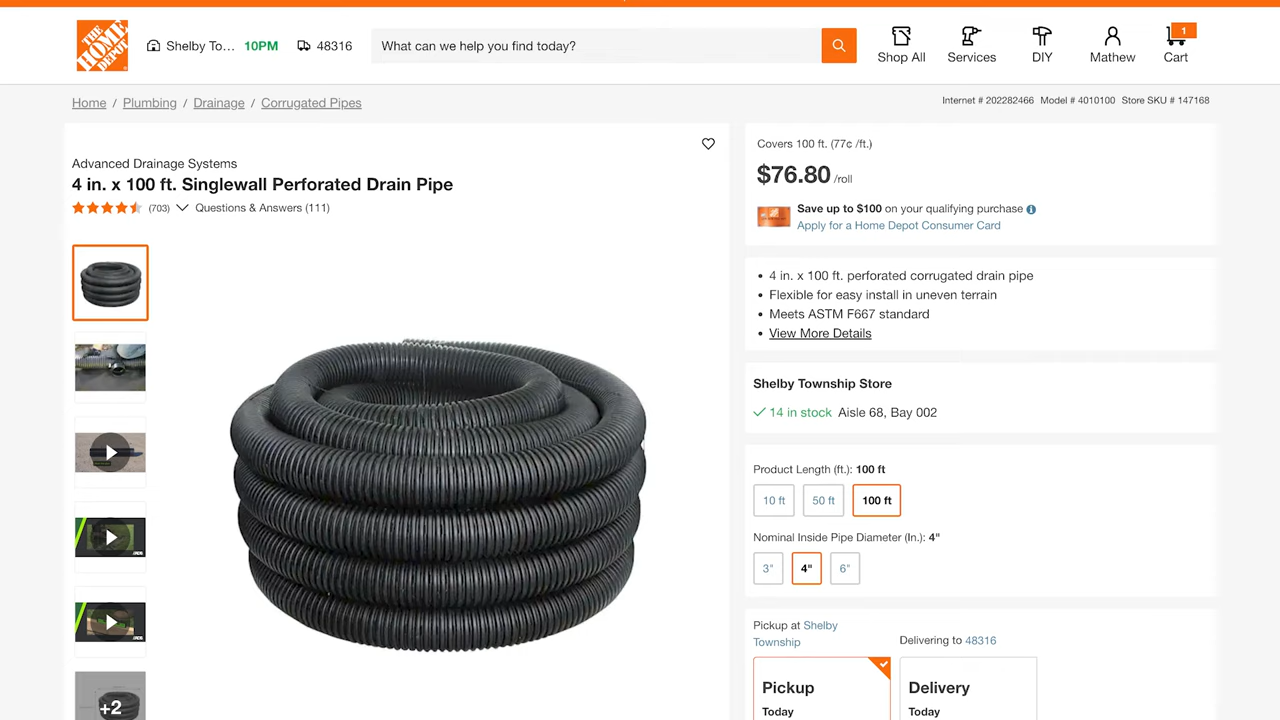 THE HOME DEPOT
Shelby To... 10PM 48316
What can we help you find today?
Shop All
Services
DIY
Mathew
1
Cart
Home / Plumbing / Drainage / Corrugated Pipes
Internet # 202282466 Model # 4010100 Store SKU # 147168
Advanced Drainage Systems
4 in. x 100 ft. Singlewall Perforated Drain Pipe
(703) Questions & Answers (111)
+2
Covers 100 ft. (77¢ /ft.)
$76.80 /roll
Save up to $100 on your qualifying purchase
Apply for a Home Depot Consumer Card
• 4 in. x 100 ft. perforated corrugated drain pipe
• Flexible for easy install in uneven terrain
• Meets ASTM F667 standard
• View More Details
Shelby Township Store
14 in stock Aisle 68, Bay 002
Product Length (ft.): 100 ft
10 ft 50 ft 100 ft
Nominal Inside Pipe Diameter (In.): 4"
3" 4" 6"
Pickup at Shelby
Township
Delivering to 48316
Pickup
Today
Delivery
Today